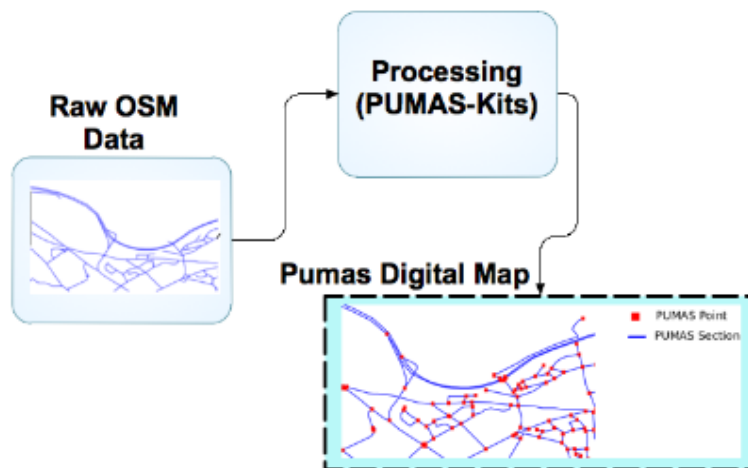 Raw OSM
Data
Processing
(PUMAS-Kits)
Pumas Digital Map
PUMAS Point
PUMAS Section